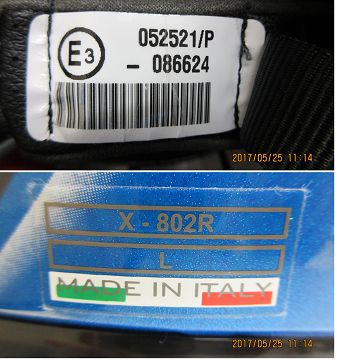 E3
052521/P
- 086624
2017/05/25 11:14
X - 802R
L
MADE IN ITALY
2017/05/25 11:14